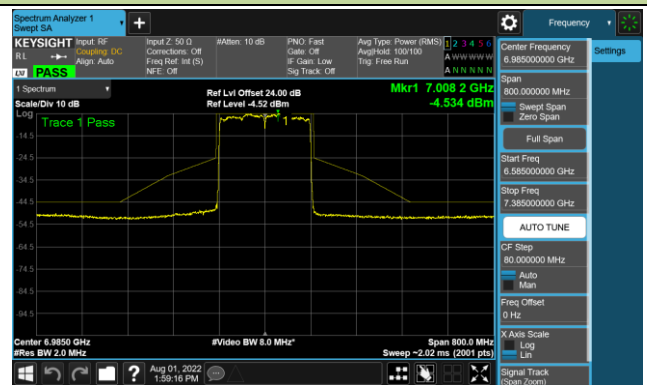 Spectrum Analyzer 1
Swept SA
+
Frequency
KEYSIGHT Input: RF
R L Coupling: DC
Align: Auto
LXI PASS
Input Z: 50 Ω
Corrections: Off
Freq Ref: Int (S)
NFE: Off
#Atten: 10 dB
PNO: Fast
Gate: Off
IF Gain: Low
Sig Track: Off
Avg Type: Power (RMS)
Avg|Hold: 100/100
Trig: Free Run
1 2 3 4 5 6
A W W W W W
A N N N N N
1 Spectrum
Scale/Div 10 dB
Ref Lvl Offset 24.00 dB
Ref Level -4.52 dBm
Mkr1 7.008 2 GHz
-4.534 dBm
Log
Trace 1 Pass
1
-14.5
-24.5
-34.5
-44.5
-54.5
-64.5
-74.5
-84.5
-94.5
Center 6.9850 GHz
#Res BW 2.0 MHz
#Video BW 8.0 MHz*
Span 800.0 MHz
Sweep ~2.02 ms (2001 pts)
?
Aug 01, 2022
1:59:16 PM
Center Frequency
6.985000000 GHz
Settings
Span
800.000000 MHz
Swept Span
Zero Span
Full Span
Start Freq
6.585000000 GHz
Stop Freq
7.385000000 GHz
AUTO TUNE
CF Step
80.000000 MHz
Auto
Man
Freq Offset
0 Hz
X Axis Scale
Log
Lin
Signal Track
(Span Zoom)